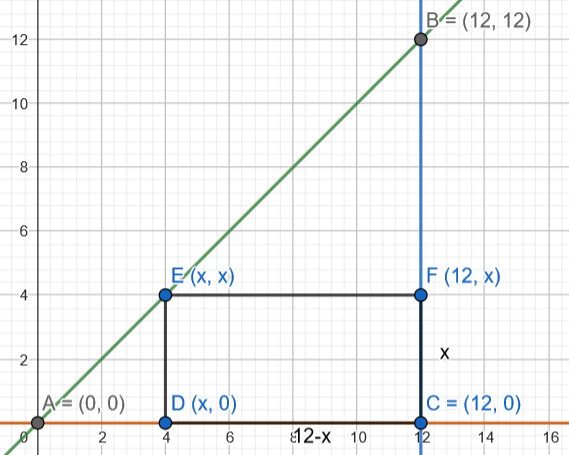 B = (12, 12)
12
10
8
6
E (x, x)
F (12, x)
4
x
2
A = (0, 0)
D (x, 0)
C = (12, 0)
0
2
4
6
8
12-x
10
12
14
16